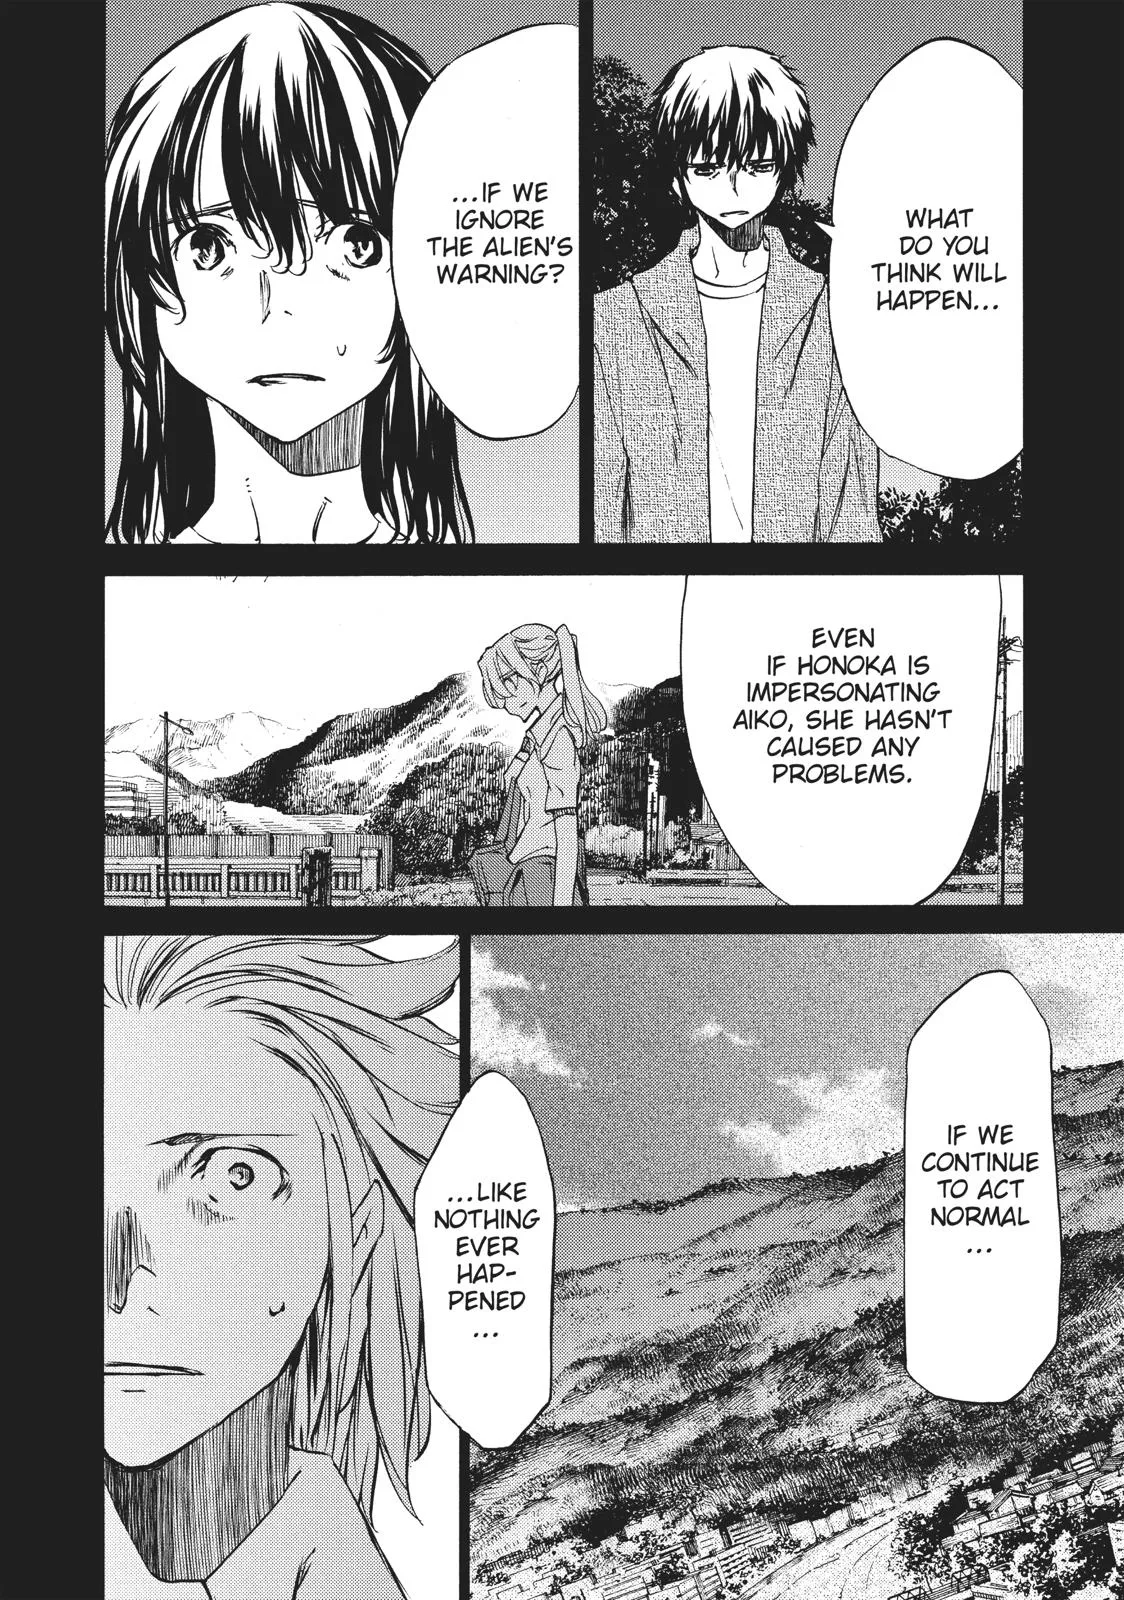 WHAT
DO YOU
THINK WILL
HAPPEN...
...IF WE
IGNORE
THE ALIEN'S
WARNING?
EVEN
IF HONOKA IS
IMPERSONATING
AIKO, SHE HASN'T
CAUSED ANY
PROBLEMS.
IF WE
CONTINUE
TO ACT
NORMAL
...
...LIKE
NOTHING
EVER
HAP-
PENED
...